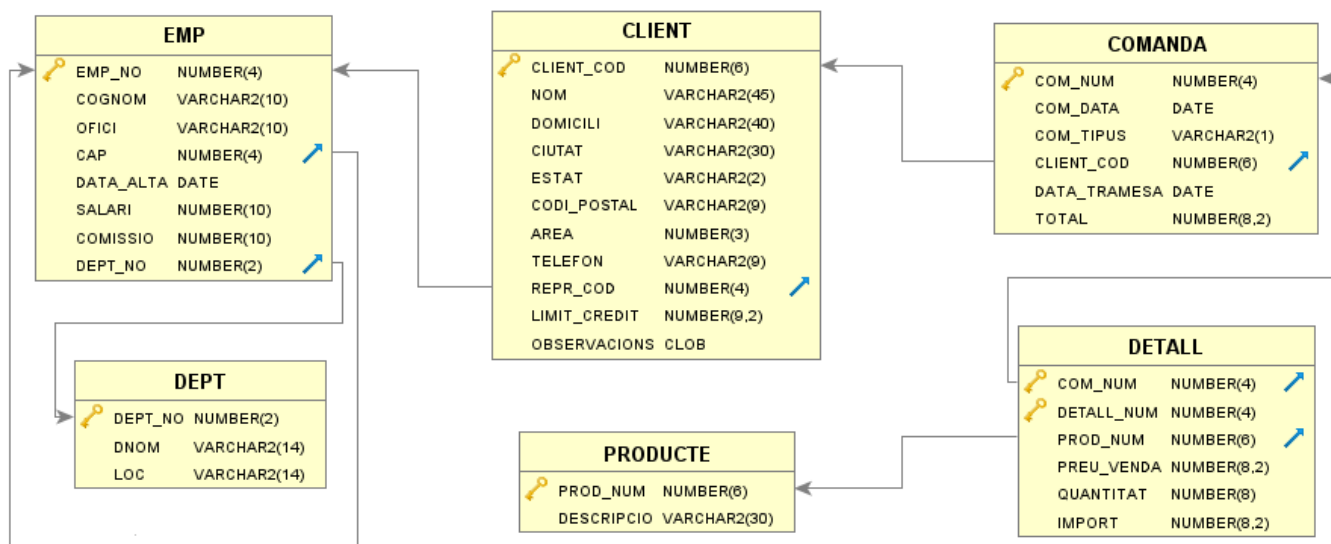 EMP
EMP_NO NUMBER(4)
COGNOM VARCHAR2(10)
OFICI VARCHAR2(10)
CAP NUMBER(4)
DATA_ALTA DATE
SALARI NUMBER(10)
COMISSIO NUMBER(10)
DEPT_NO NUMBER(2)
DEPT
DEPT_NO NUMBER(2)
DNOM VARCHAR2(14)
LOC VARCHAR2(14)
CLIENT
CLIENT_COD NUMBER(6)
NOM VARCHAR2(45)
DOMICILI VARCHAR2(40)
CIUTAT VARCHAR2(30)
ESTAT VARCHAR2(2)
CODI_POSTAL VARCHAR2(9)
AREA NUMBER(3)
TELEFON VARCHAR2(9)
REPR_COD NUMBER(4)
LIMIT_CREDIT NUMBER(9,2)
OBSERVACIONS CLOB
PRODUCTE
PROD_NUM NUMBER(6)
DESCRIPCIO VARCHAR2(30)
COMANDA
COM_NUM NUMBER(4)
COM_DATA DATE
COM_TIPUS VARCHAR2(1)
CLIENT_COD NUMBER(6)
DATA_TRAMESA DATE
TOTAL NUMBER(8,2)
DETALL
COM_NUM NUMBER(4)
DETALL_NUM NUMBER(4)
PROD_NUM NUMBER(6)
PREU_VENDA NUMBER(8,2)
QUANTITAT NUMBER(8)
IMPORT NUMBER(8,2)